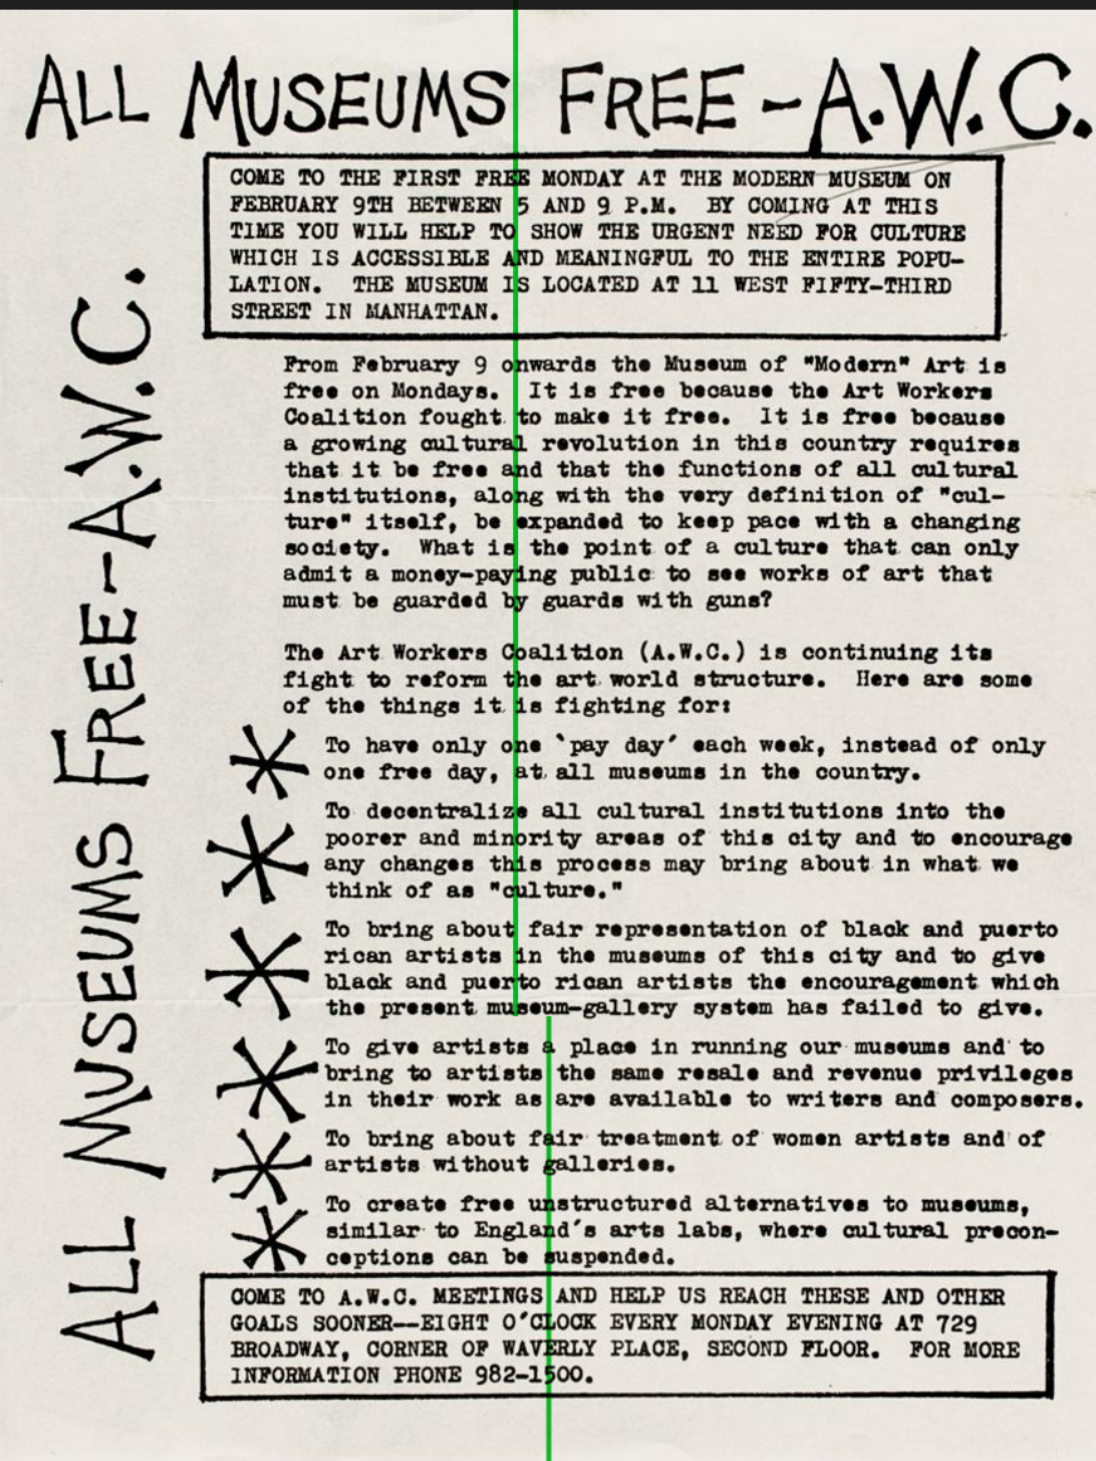 ALL MUSEUMS FREE-A.W.C.
COME TO THE FIRST FREE MONDAY AT THE MODERN MUSEUM ON
FEBRUARY 9TH BETWEEN 5 AND 9 P.M.  BY COMING AT THIS
TIME YOU WILL HELP TO SHOW THE URGENT NEED FOR CULTURE
WHICH IS ACCESSIBLE AND MEANINGFUL TO THE ENTIRE POPU-
LATION.  THE MUSEUM IS LOCATED AT 11 WEST FIFTY-THIRD
STREET IN MANHATTAN.
From February 9 onwards the Museum of "Modern" Art is
free on Mondays.  It is free because the Art Workers
Coalition fought to make it free.  It is free because
a growing cultural revolution in this country requires
that it be free and that the functions of all cultural
institutions, along with the very definition of "cul-
ture" itself, be expanded to keep pace with a changing
society.  What is the point of a culture that can only
admit a money-paying public to see works of art that
must be guarded by guards with guns?
The Art Workers Coalition (A.W.C.) is continuing its
fight to reform the art world structure.  Here are some
of the things it is fighting for:
* To have only one `pay day´ each week, instead of only
one free day, at all museums in the country.
* To decentralize all cultural institutions into the
poorer and minority areas of this city and to encourage
any changes this process may bring about in what we
think of as "culture."
* To bring about fair representation of black and puerto
rican artists in the museums of this city and to give
black and puerto rican artists the encouragement which
the present museum-gallery system has failed to give.
* To give artists a place in running our museums and to
bring to artists the same resale and revenue privileges
in their work as are available to writers and composers.
* To bring about fair treatment of women artists and of
artists without galleries.
* To create free unstructured alternatives to museums,
similar to England´s arts labs, where cultural precon-
ceptions can be suspended.
COME TO A.W.C. MEETINGS AND HELP US REACH THESE AND OTHER
GOALS SOONER--EIGHT O´CLOCK EVERY MONDAY EVENING AT 729
BROADWAY, CORNER OF WAVERLY PLACE, SECOND FLOOR.  FOR MORE
INFORMATION PHONE 982-1500.
ALL MUSEUMS FREE-A.W.C.